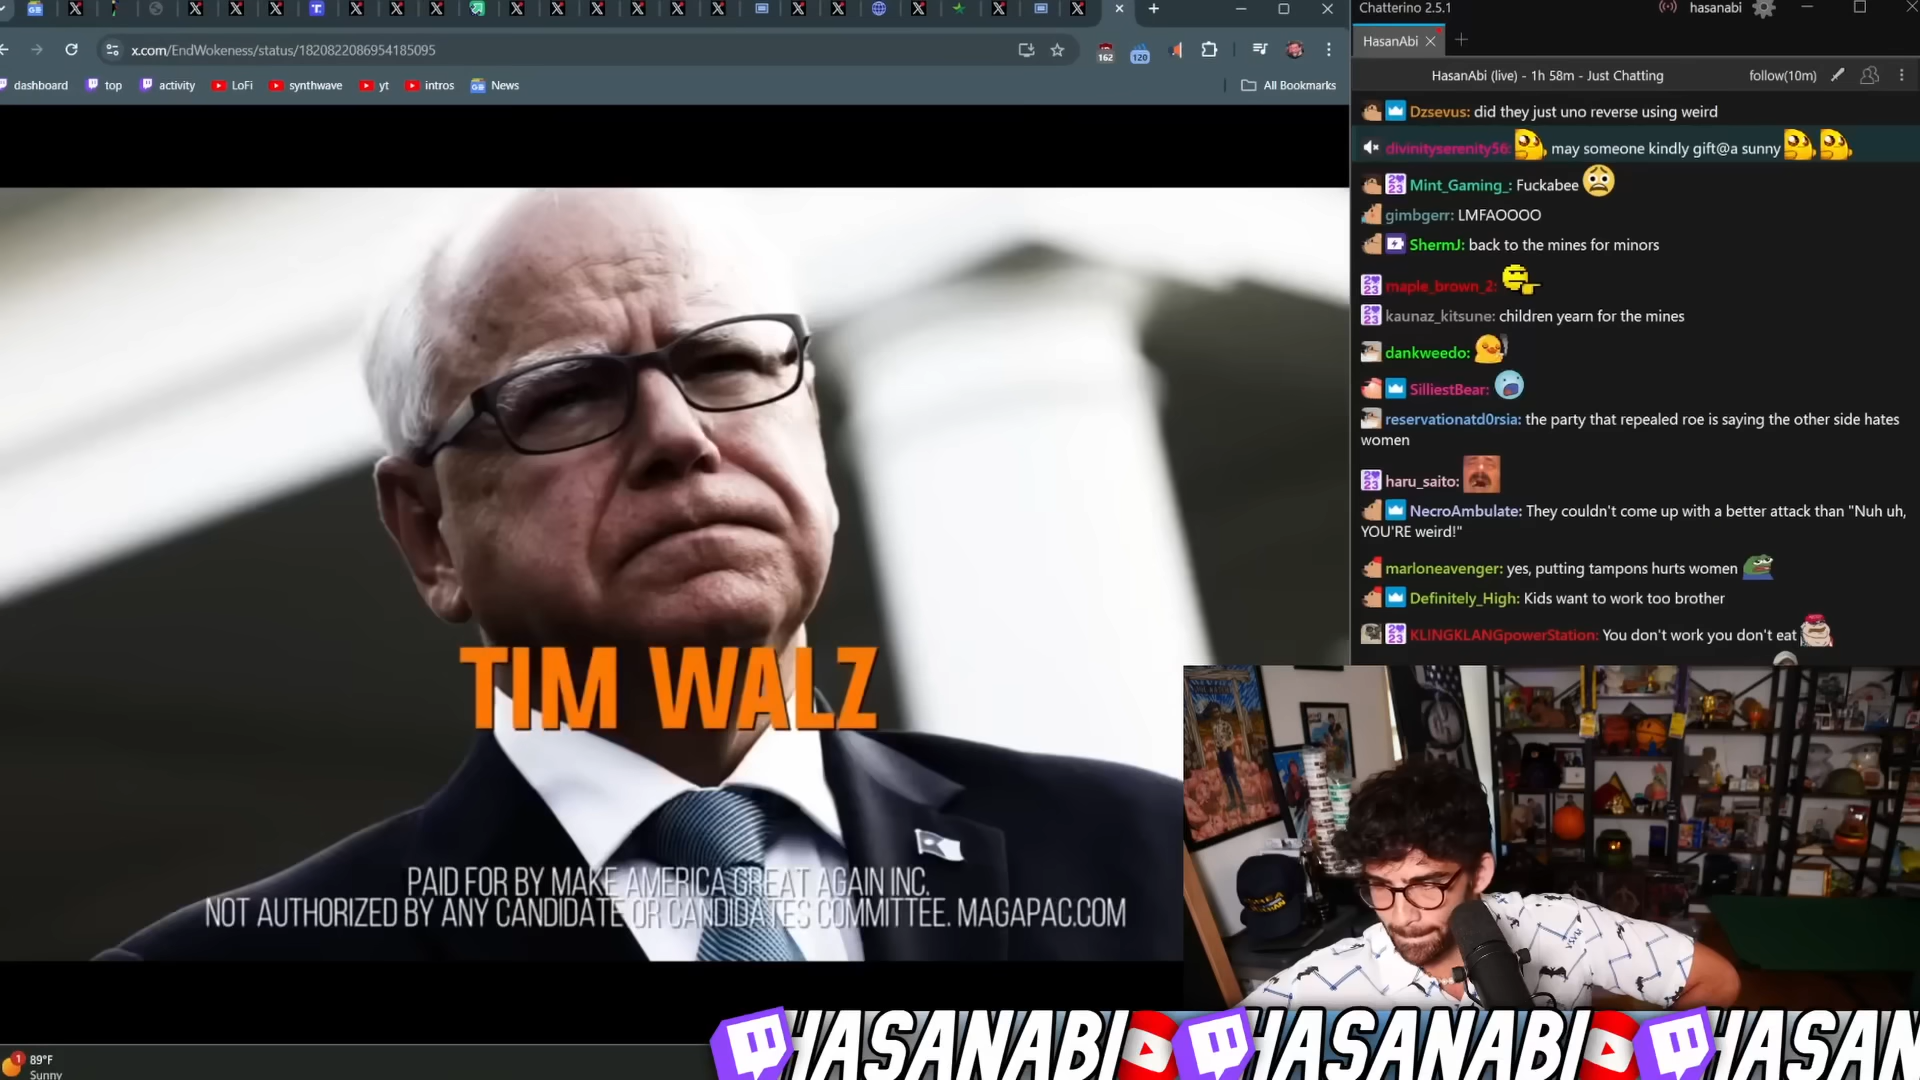 x.com/EndWokeness/status/1820822086954185095
162
120
dashboard
top
activity
LoFi
synthwave
yt
intros
News
All Bookmarks
TIM WALZ
PAID FOR BY MAKE AMERICA GREAT AGAIN INC.
NOT AUTHORIZED BY ANY CANDIDATE OR CANDIDATES COMMITTEE. MAGAPAC.COM
Chatterino 2.5.1
hasanabi
HasanAbi
HasanAbi (live) - 1h 58m - Just Chatting
follow(10m)
Dzsevus: did they just uno reverse using weird
divinityserenity56: may someone kindly gift@a sunny
Mint_Gaming_: Fuckabee
gimbgerr: LMFAOOOO
ShermJ: back to the mines for minors
maple_brown_2:
kaunaz_kitsune: children yearn for the mines
dankweedo:
SilliestBear:
reservationatd0rsia: the party that repealed roe is saying the other side hates
women
haru_saito:
NecroAmbulate: They couldn't come up with a better attack than "Nuh uh,
YOU'RE weird!"
marloneavenger: yes, putting tampons hurts women
Definitely_High: Kids want to work too brother
KLINGKLANGpowerStation: You don't work you don't eat
HASANABI HASANABI HASAN
1
89°F
Sunny